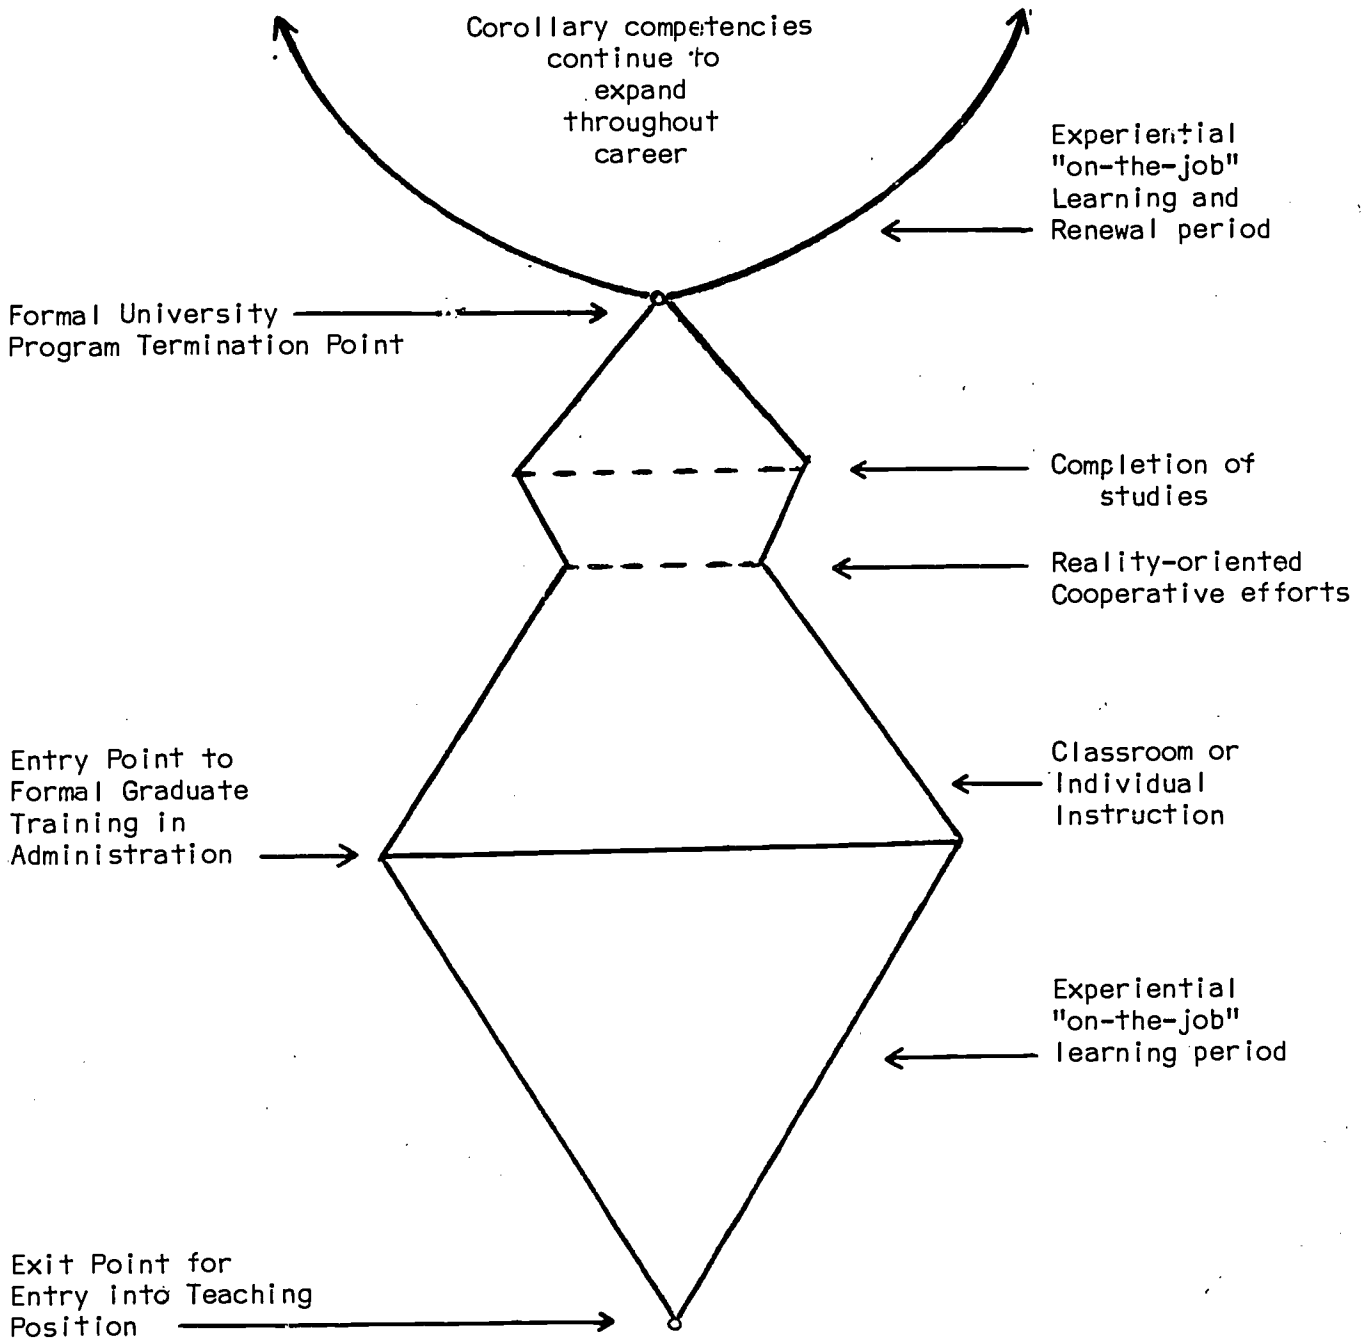 Corollary competencies
continue to
expand
throughout
career
Experiential
"on-the-job"
Learning and
Renewal period
Formal University
Program Termination Point
Completion of
studies
Reality-oriented
Cooperative efforts
Entry Point to
Formal Graduate
Training in
Administration
Classroom or
Individual
Instruction
Experiential
"on-the-job"
learning period
Exit Point for
Entry into Teaching
Position